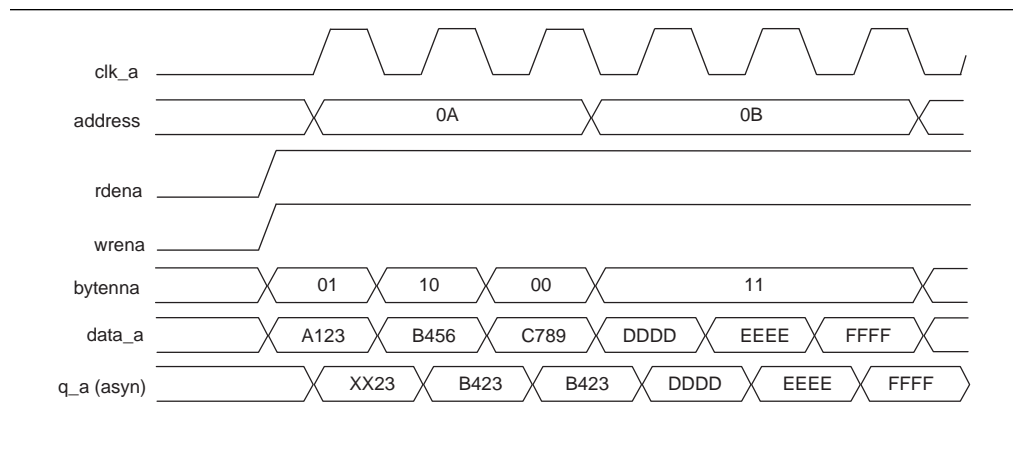 clk_a
address 0A 0B
rdena
wrena
bytenna 01 10 00 11
data_a A123 B456 C789 DDDD EEEE FFFF
q_a (asyn) XX23 B423 B423 DDDD EEEE FFFF